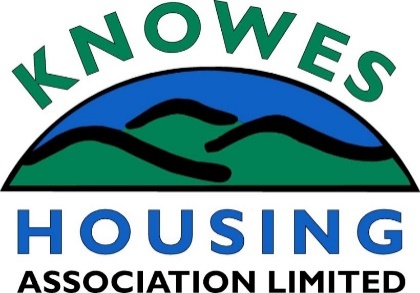 KNOWES
HOUSING
ASSOCIATION LIMITED